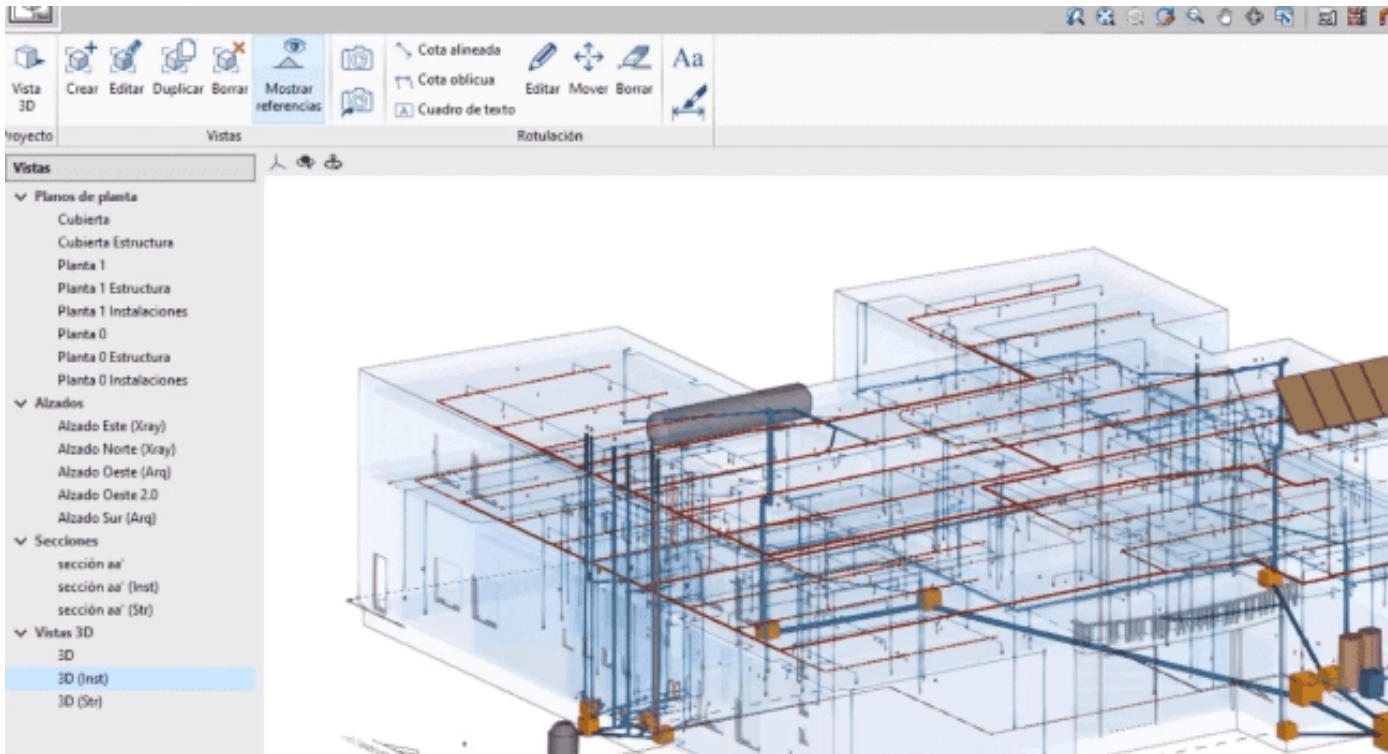 Vista
3D
Crear
Editar
Duplicar
Borrar
Mostrar
referencias
Cota alineada
Cota oblicua
A Cuadro de texto
Editar
Mover
Borrar
Aa
royecto
Vistas
Rotulación
Vistas
Planos de planta
Cubierta
Cubierta Estructura
Planta 1
Planta 1 Estructura
Planta 1 Instalaciones
Planta 0
Planta 0 Estructura
Planta 0 Instalaciones
Alzados
Alzado Este (Xray)
Alzado Norte (Xray)
Alzado Oeste (Arq)
Alzado Oeste 2.0
Alzado Sur (Arq)
Secciones
sección aa'
sección aa' (Inst)
sección aa' (Str)
Vistas 3D
3D
3D (Inst)
3D (Str)